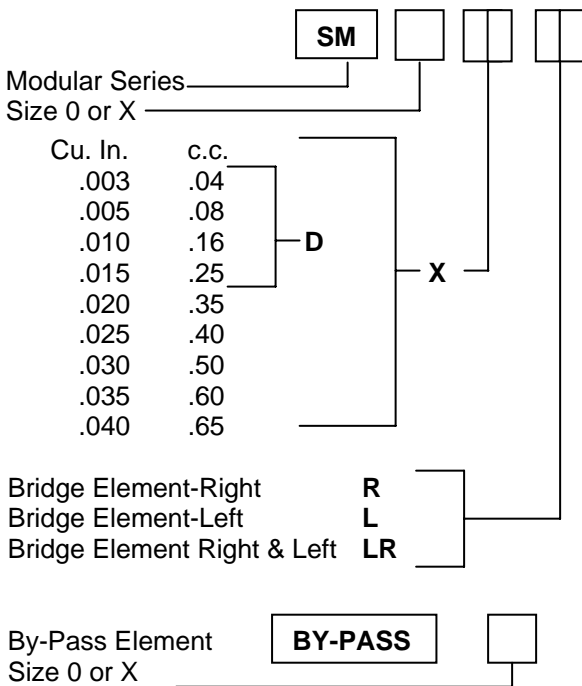 SM
Modular Series
Size 0 or X
Cu. In. c.c.
.003 .04
.005 .08
.010 .16 D
.015 .25 X
.020 .35
.025 .40
.030 .50
.035 .60
.040 .65
Bridge Element-Right R
Bridge Element-Left L
Bridge Element Right & Left LR
By-Pass Element BY-PASS
Size 0 or X